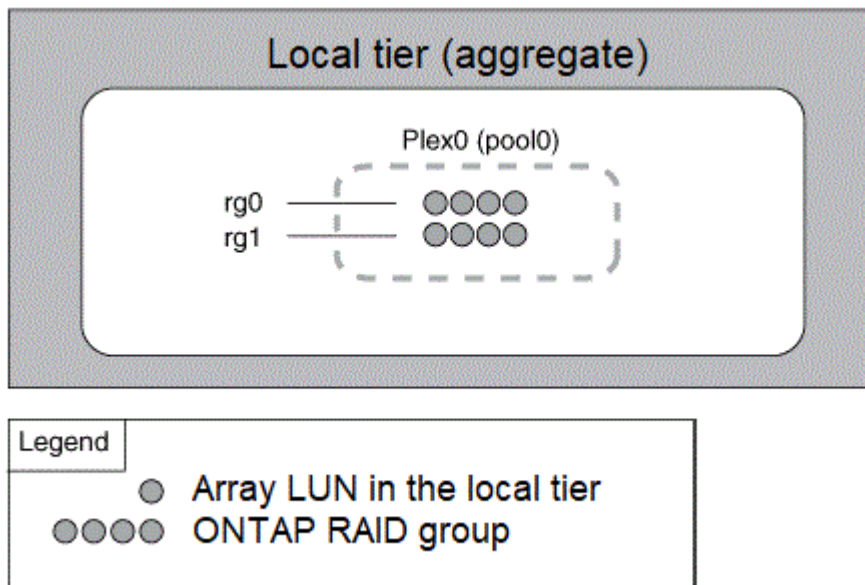 Local tier (aggregate)
Plex0 (pool0)
rg0
rg1
Legend
Array LUN in the local tier
ONTAP RAID group